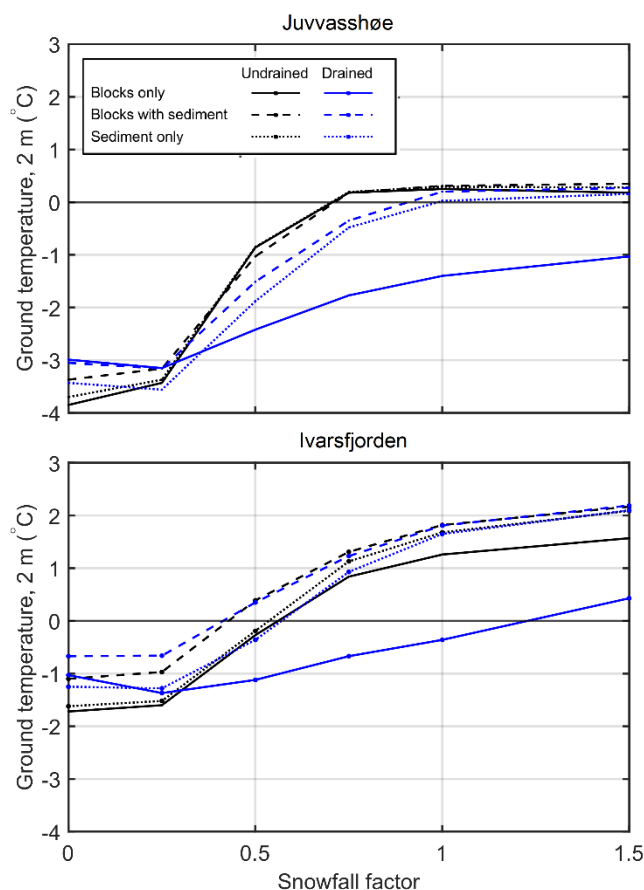 Juvvasshøe
3
2
1
0
-1
-2
-3
-4
Ground temperature, 2 m (°C)
Undrained Drained
Blocks only
Blocks with sediment
Sediment only
Ivarsfjorden
3
2
1
0
-1
-2
-3
-4
Ground temperature, 2 m (°C)
0 0.5 1 1.5
Snowfall factor